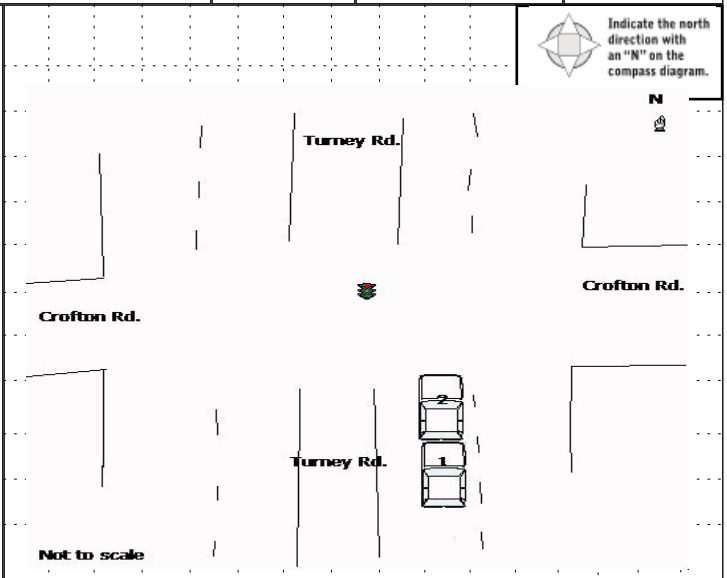 Indicate the north
direction with
an "N" on the
compass diagram.
N
Turney Rd.
Crofton Rd.
Crofton Rd.
2
Turney Rd.
1
Not to scale